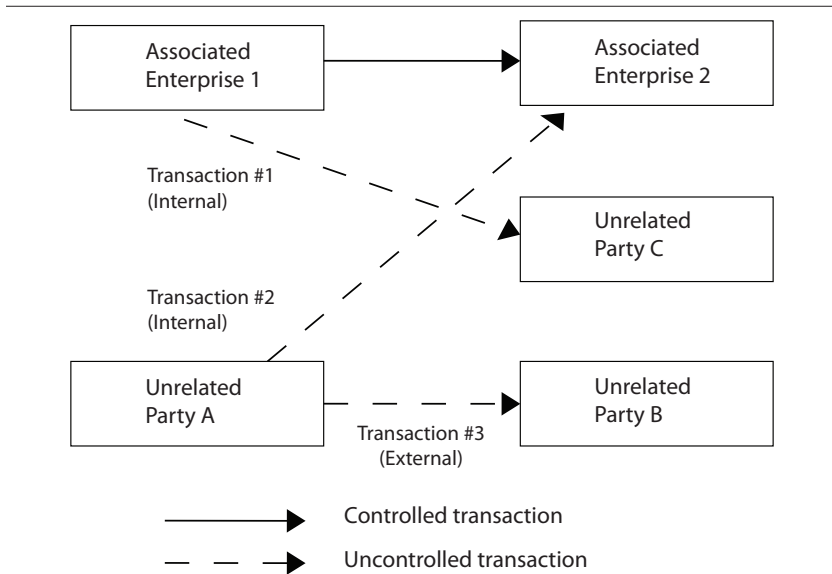 Associated
Enterprise 1
Associated
Enterprise 2
Transaction #1
(Internal)
Unrelated
Party C
Transaction #2
(Internal)
Unrelated
Party A
Unrelated
Party B
Transaction #3
(External)
Controlled transaction
Uncontrolled transaction